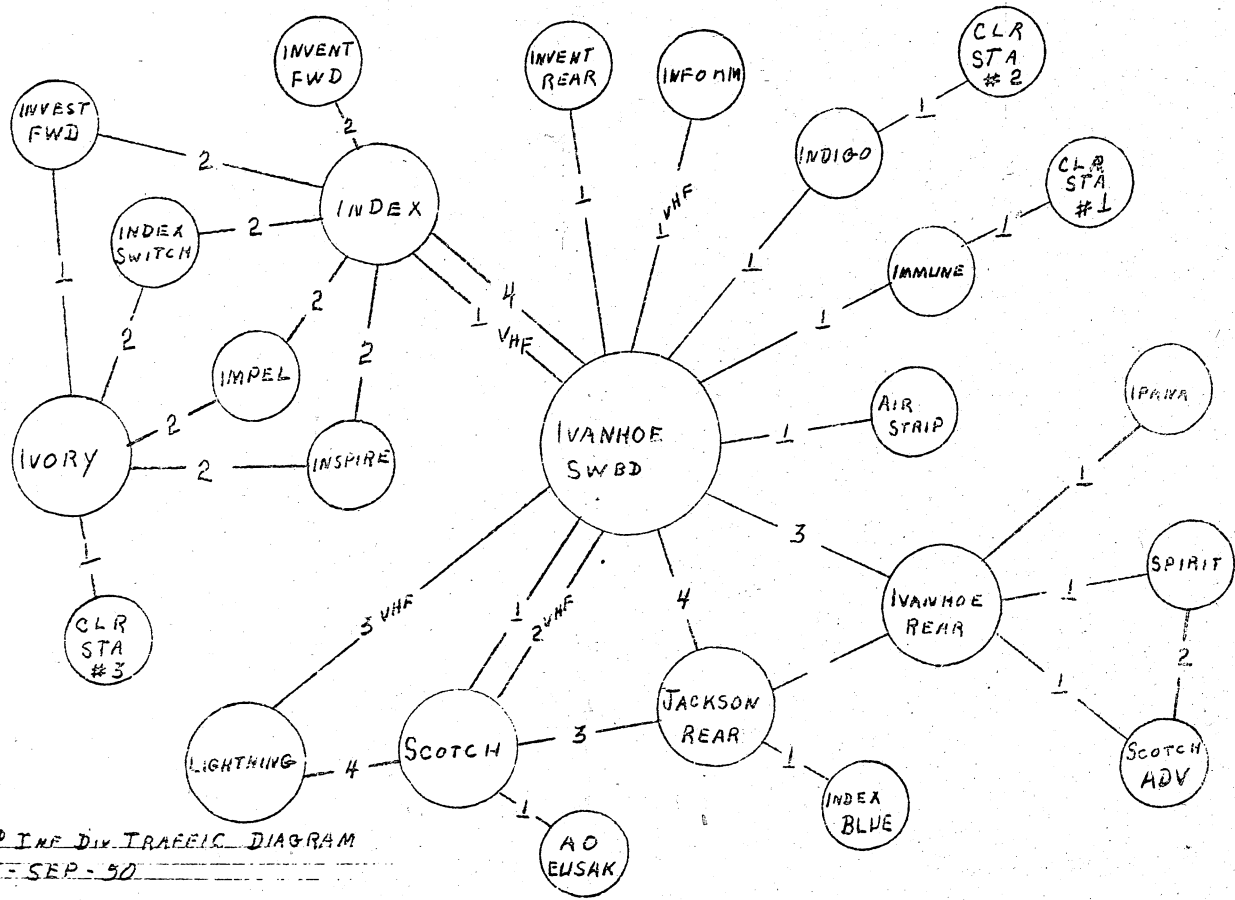 INVENT
FWD
INVENT
REAR
INFOMM
CLR
STA
#2
INVEST
FWD
2
2
INDEX
INDIGO
1
CLR
STA
#1
1
INDEX
SWITCH
2
1
1 VHF
1
IMMUNE
1
1
2
2
2
4
1 VHF
IMPEL
2
IVORY
2
INSPIRE
IVANHOE
SWBD
1
AIR
STRIP
IPANA
1
1
CLR
STA
#3
3 VHF
1
2 VHF
4
3
IVANHOE
REAR
1
SPIRIT
2
1
LIGHTNING
4
SCOTCH
3
JACKSON
REAR
1
INDEX
BLUE
SCOTCH
ADV
1
AO
EUSAK
INF DIV TRAFFIC DIAGRAM
SEP-50